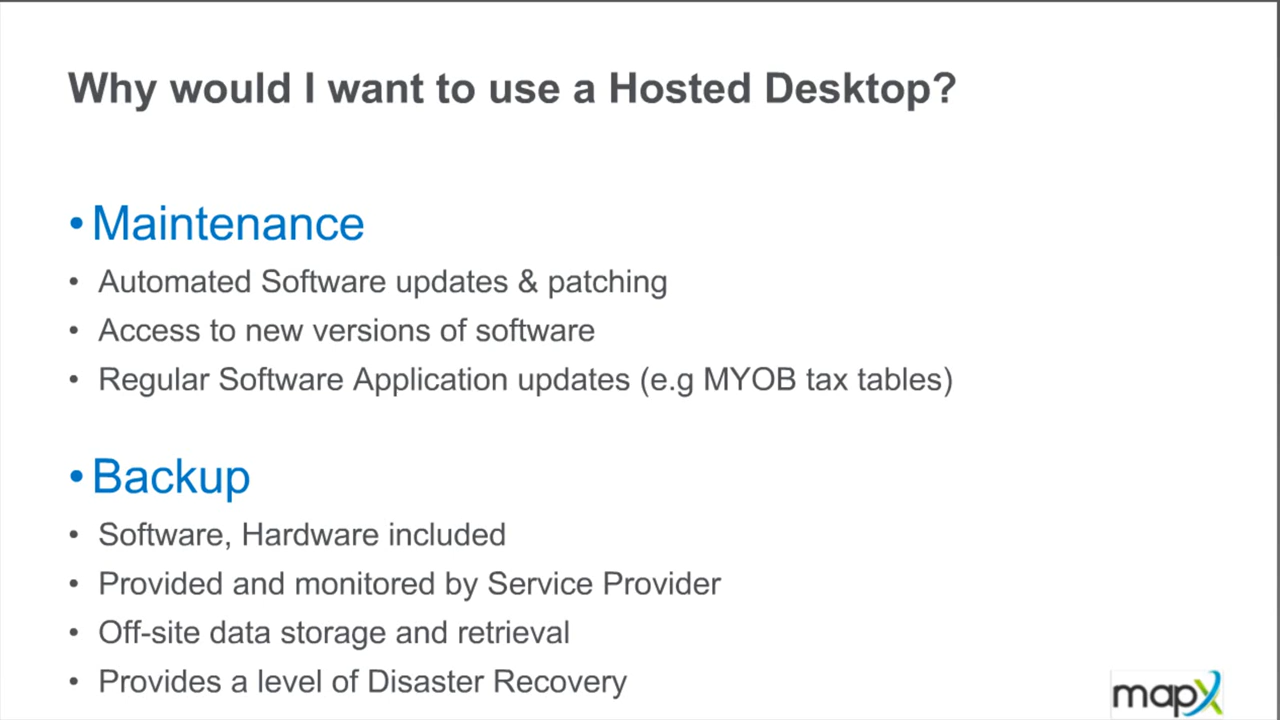 Why would I want to use a Hosted Desktop?
•Maintenance
• Automated Software updates & patching
• Access to new versions of software
• Regular Software Application updates (e.g MYOB tax tables)
•Backup
• Software, Hardware included
• Provided and monitored by Service Provider
• Off-site data storage and retrieval
• Provides a level of Disaster Recovery
mapX